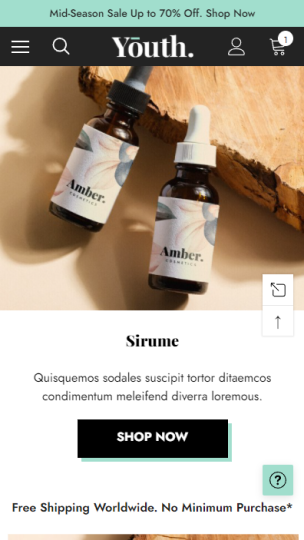 Mid-Season Sale Up to 70% Off. Shop Now
Youth.
1
Amber.
COSMETICS
Amber.
COSMETICS
Sirume
Quisquemos sodales suscipit tortor ditaemcos
condimentum meleifend diverra loremous.
SHOP NOW
Free Shipping Worldwide. No Minimum Purchase*